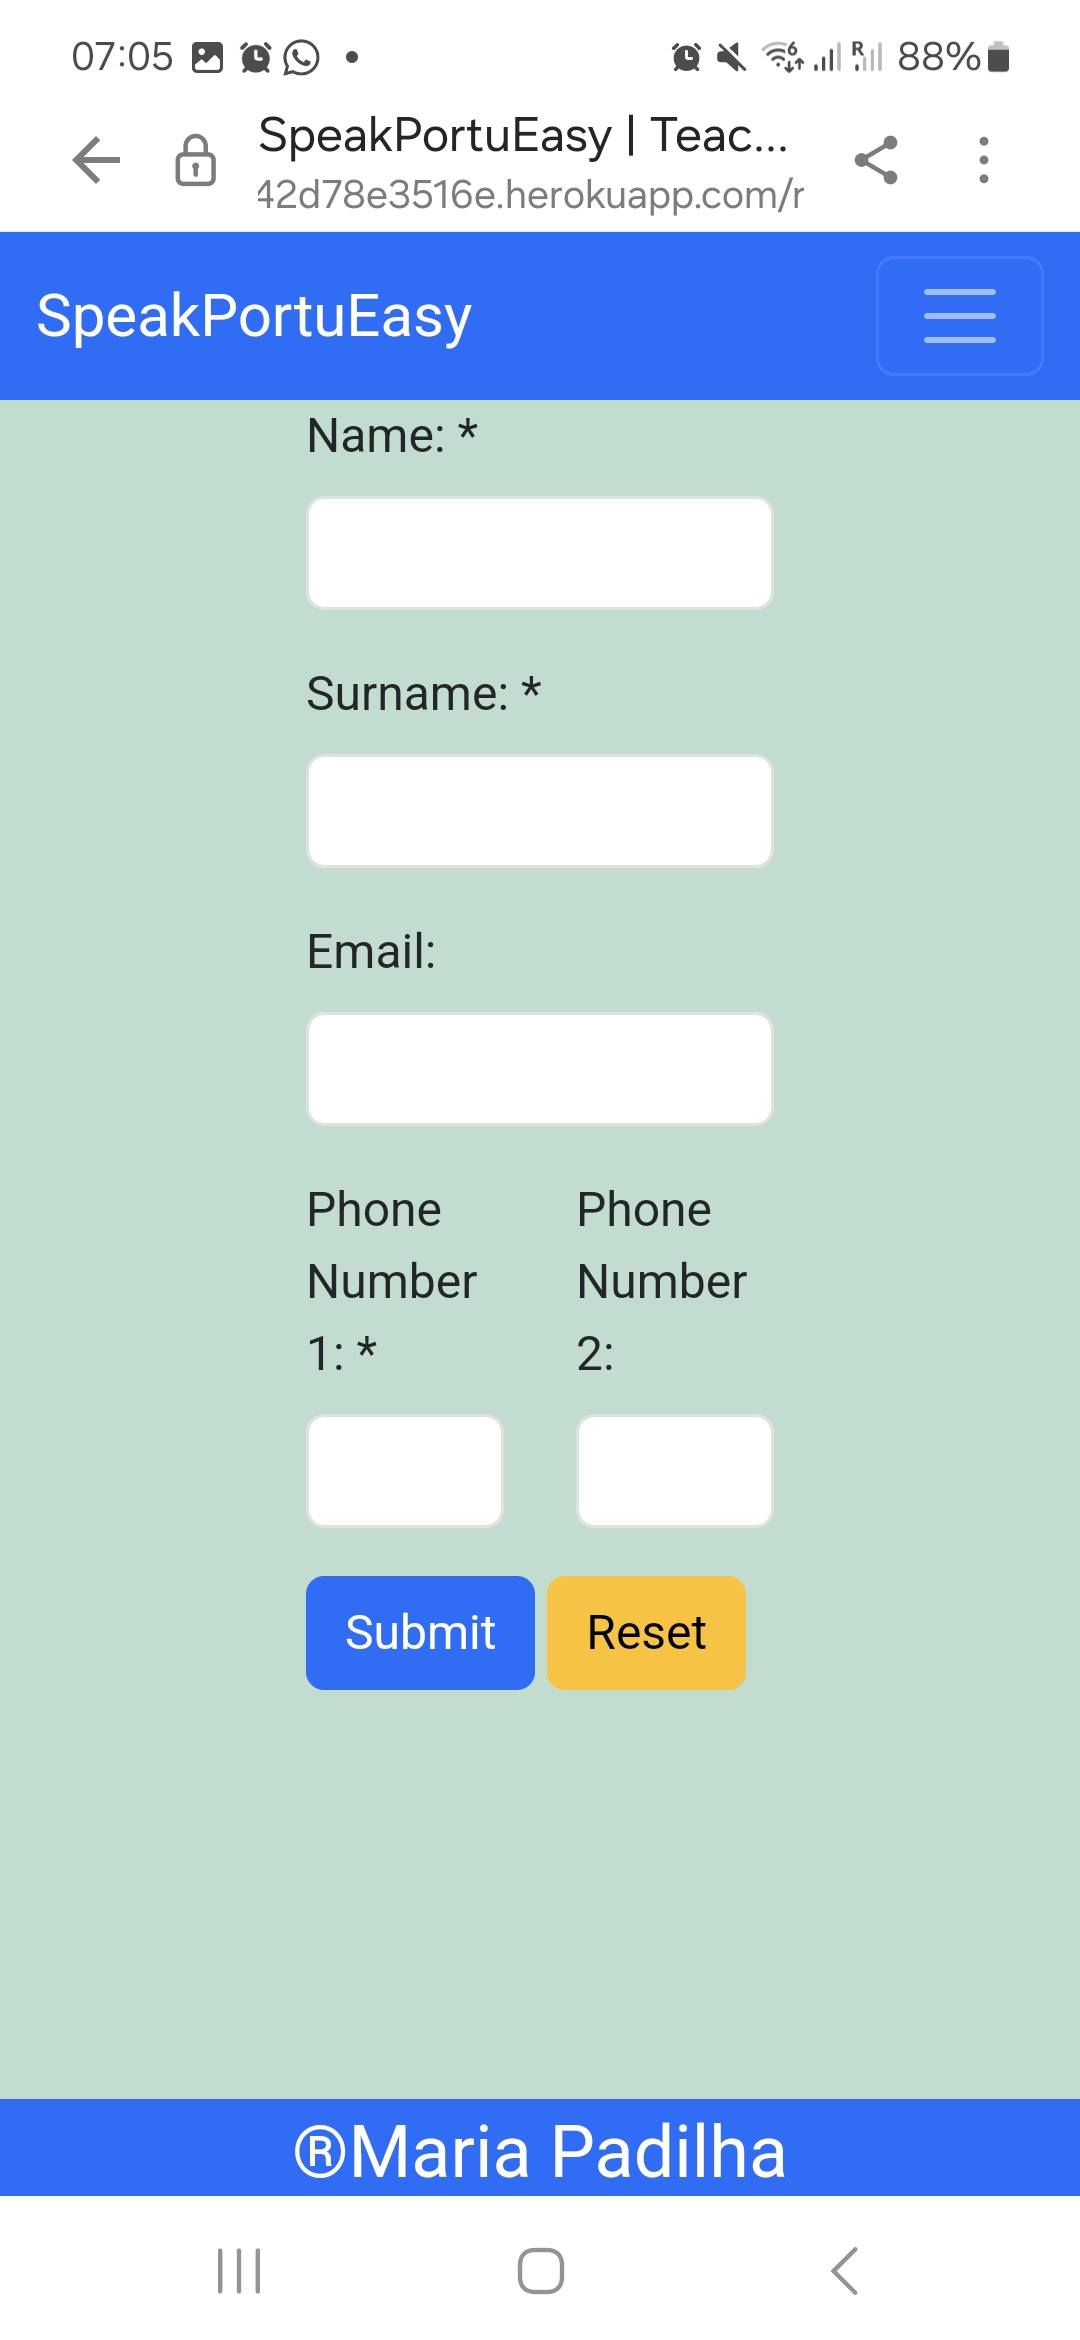 07:05
R
6
88%
SpeakPortuEasy | Teac...
42d78e3516e.herokuapp.com/r
SpeakPortuEasy
Name: *
Surname: *
Email:
Phone
Number
1: *
Phone
Number
2:
Submit
Reset
®Maria Padilha